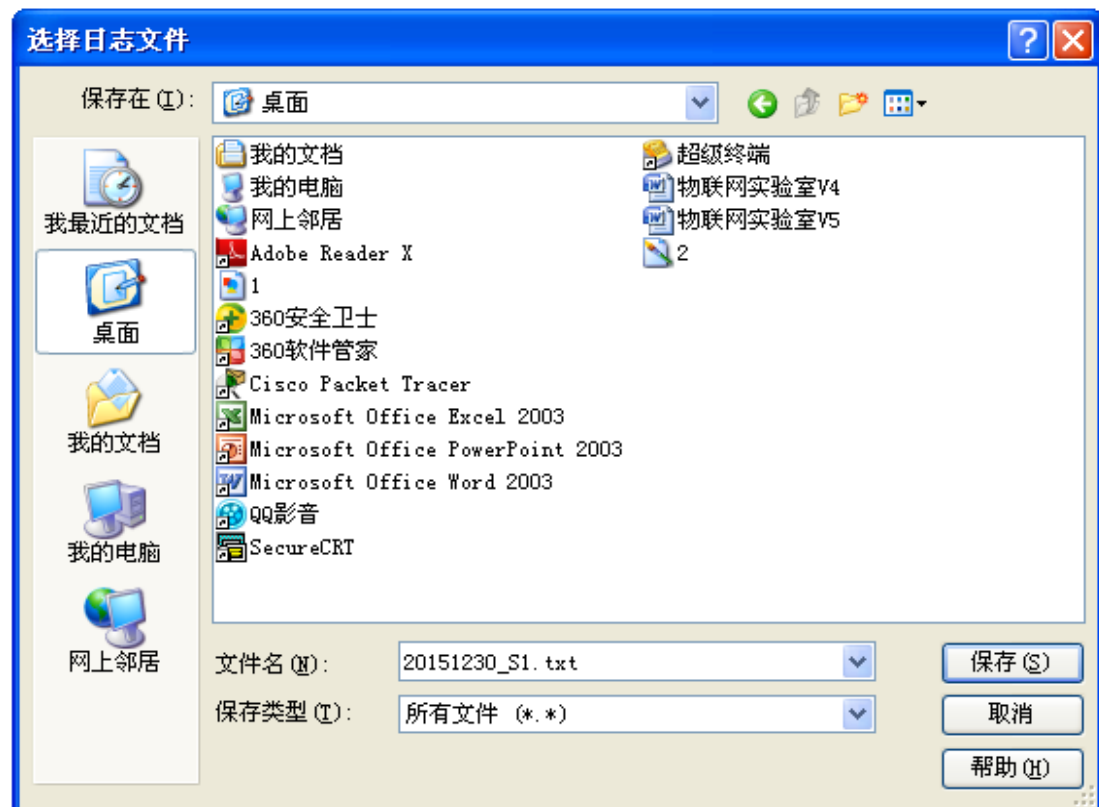 选择日志文件
保存在(I):
桌面
我最近的文档
桌面
我的文档
我的电脑
网上邻居
我的文档
我的电脑
网上邻居
Adobe Reader X
1
360安全卫士
360软件管家
Cisco Packet Tracer
Microsoft Office Excel 2003
Microsoft Office PowerPoint 2003
Microsoft Office Word 2003
QQ影音
SecureCRT
超级终端
物联网实验室V4
物联网实验室V5
2
文件名(N):
20151230_S1.txt
保存(S)
保存类型(T):
所有文件 (*.*)
取消
帮助(H)